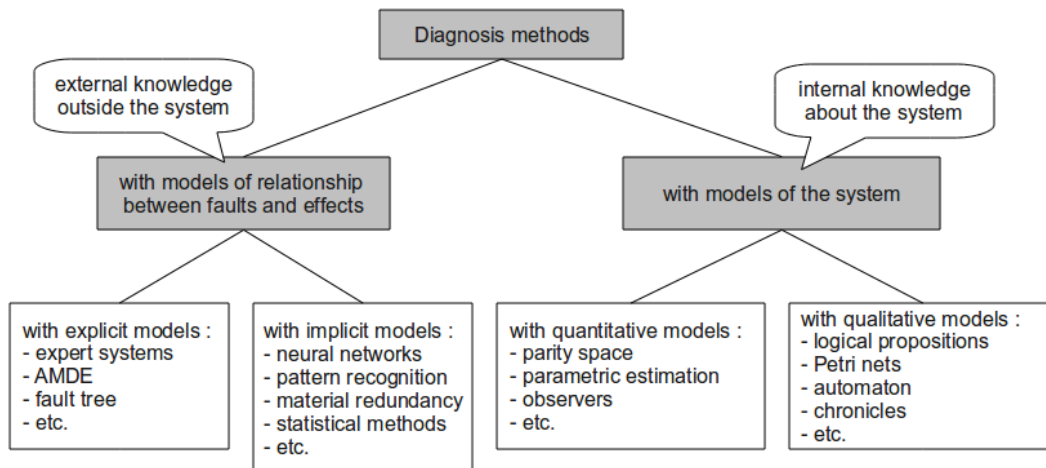 Diagnosis methods
external knowledge
outside the system
internal knowledge
about the system
with models of relationship
between faults and effects
with models of the system
with explicit models :
- expert systems
- AMDE
- fault tree
- etc.
with implicit models :
- neural networks
- pattern recognition
- material redundancy
- statistical methods
- etc.
with quantitative models :
- parity space
- parametric estimation
- observers
- etc.
with qualitative models :
- logical propositions
- Petri nets
- automaton
- chronicles
- etc.